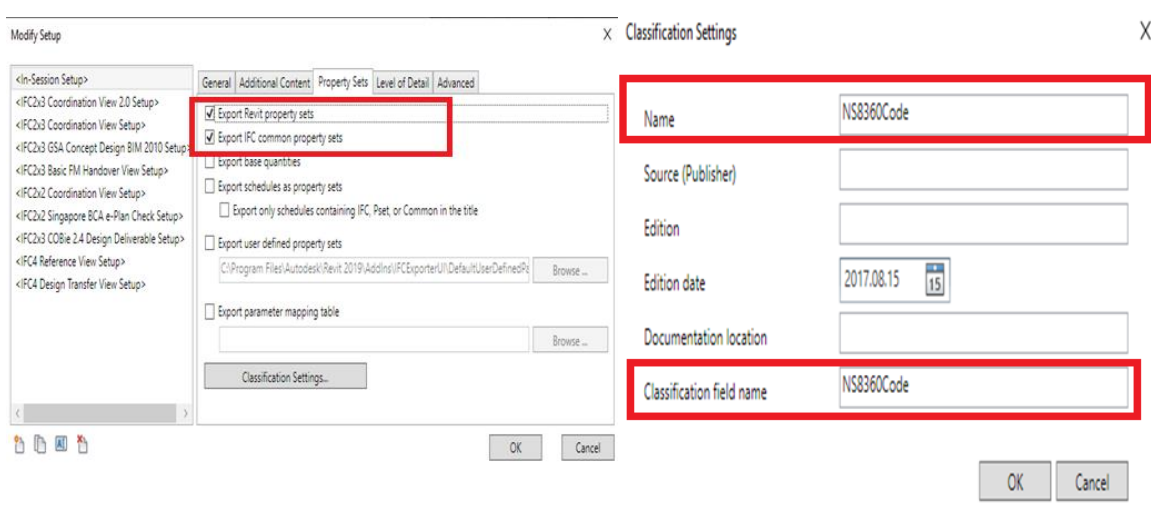 Modify Setup
X
<In-Session Setup>
<IFC2x3 Coordination View 2.0 Setup>
<IFC2x3 Coordination View Setup>
<IFC2x3 GSA Concept Design BIM 2010 Setup>
<IFC2x3 Basic FM Handover View Setup>
<IFC2x2 Coordination View Setup>
<IFC2x2 Singapore BCA e-Plan Check Setup>
<IFC2x3 COBie 2.4 Design Deliverable Setup>
<IFC4 Reference View Setup>
<IFC4 Design Transfer View Setup>
General Additional Content Property Sets Level of Detail Advanced
Export Revit property sets
Export IFC common property sets
Export base quantities
Export schedules as property sets
Export only schedules containing IFC, Pset, or Common in the title
Export user defined property sets
C:\Program Files\Autodesk\Revit 2019\AddIns\IFCExporterUI\DefaultUserDefinedPa Browse ...
Export parameter mapping table
Browse ...
Classification Settings...
OK Cancel
Classification Settings
X
Name NS8360Code
Source (Publisher)
Edition
Edition date 2017.08.15 15
Documentation location
Classification field name NS8360Code
OK Cancel